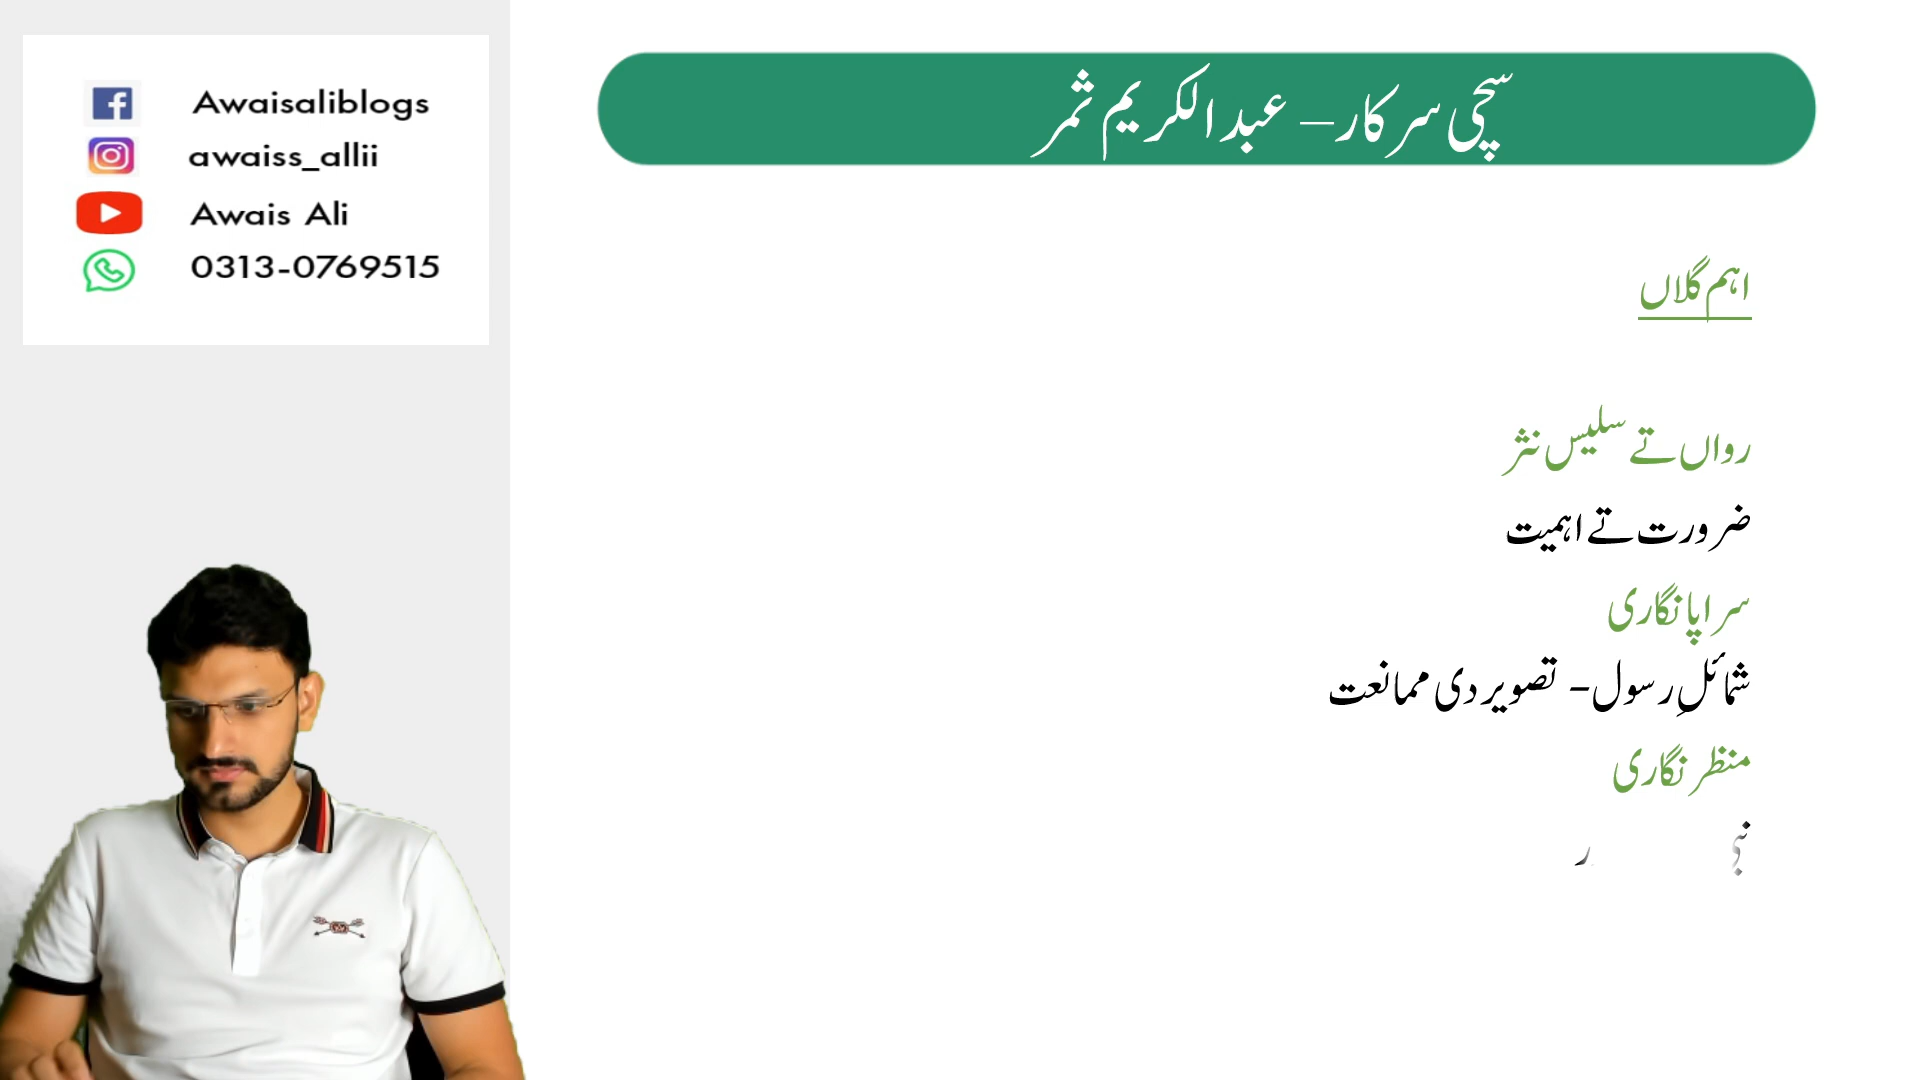 Awaisaliblogs
awaiss_allii
Awais Ali
0313-0769515
سچی سرکار – عبدالکریم ثمر
اہم گلاں
رواں تے سلیس نثر
ضرورت تے اہمیت
سراپا نگاری
شمائلِ رسول - تصویر دی ممانعت
منظر نگاری